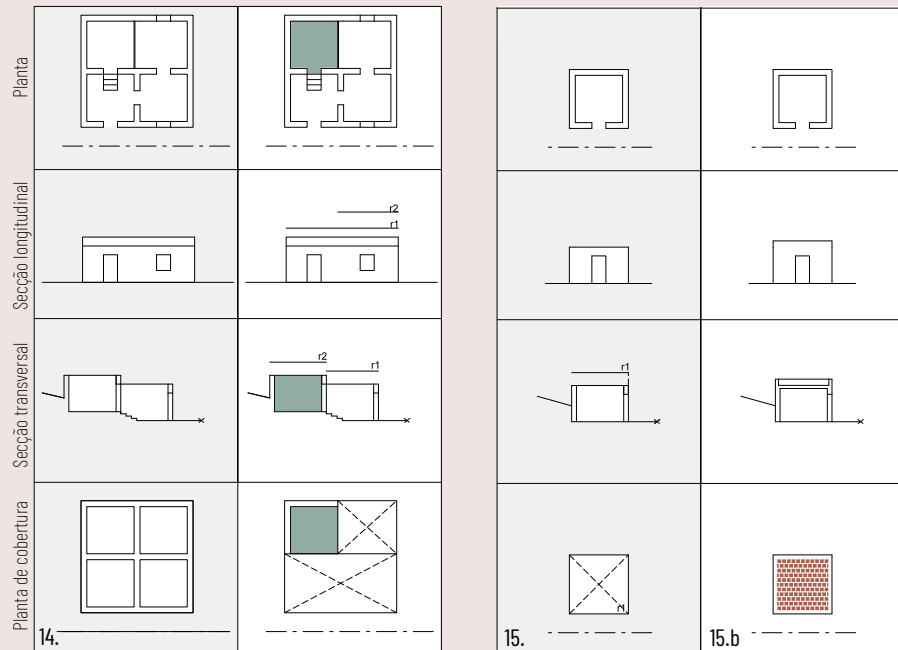 Planta
Secção longitudinal
r2
r1
Secção transversal
r2
r1
r1
Planta de cobertura
r1
14.
15.
15.b